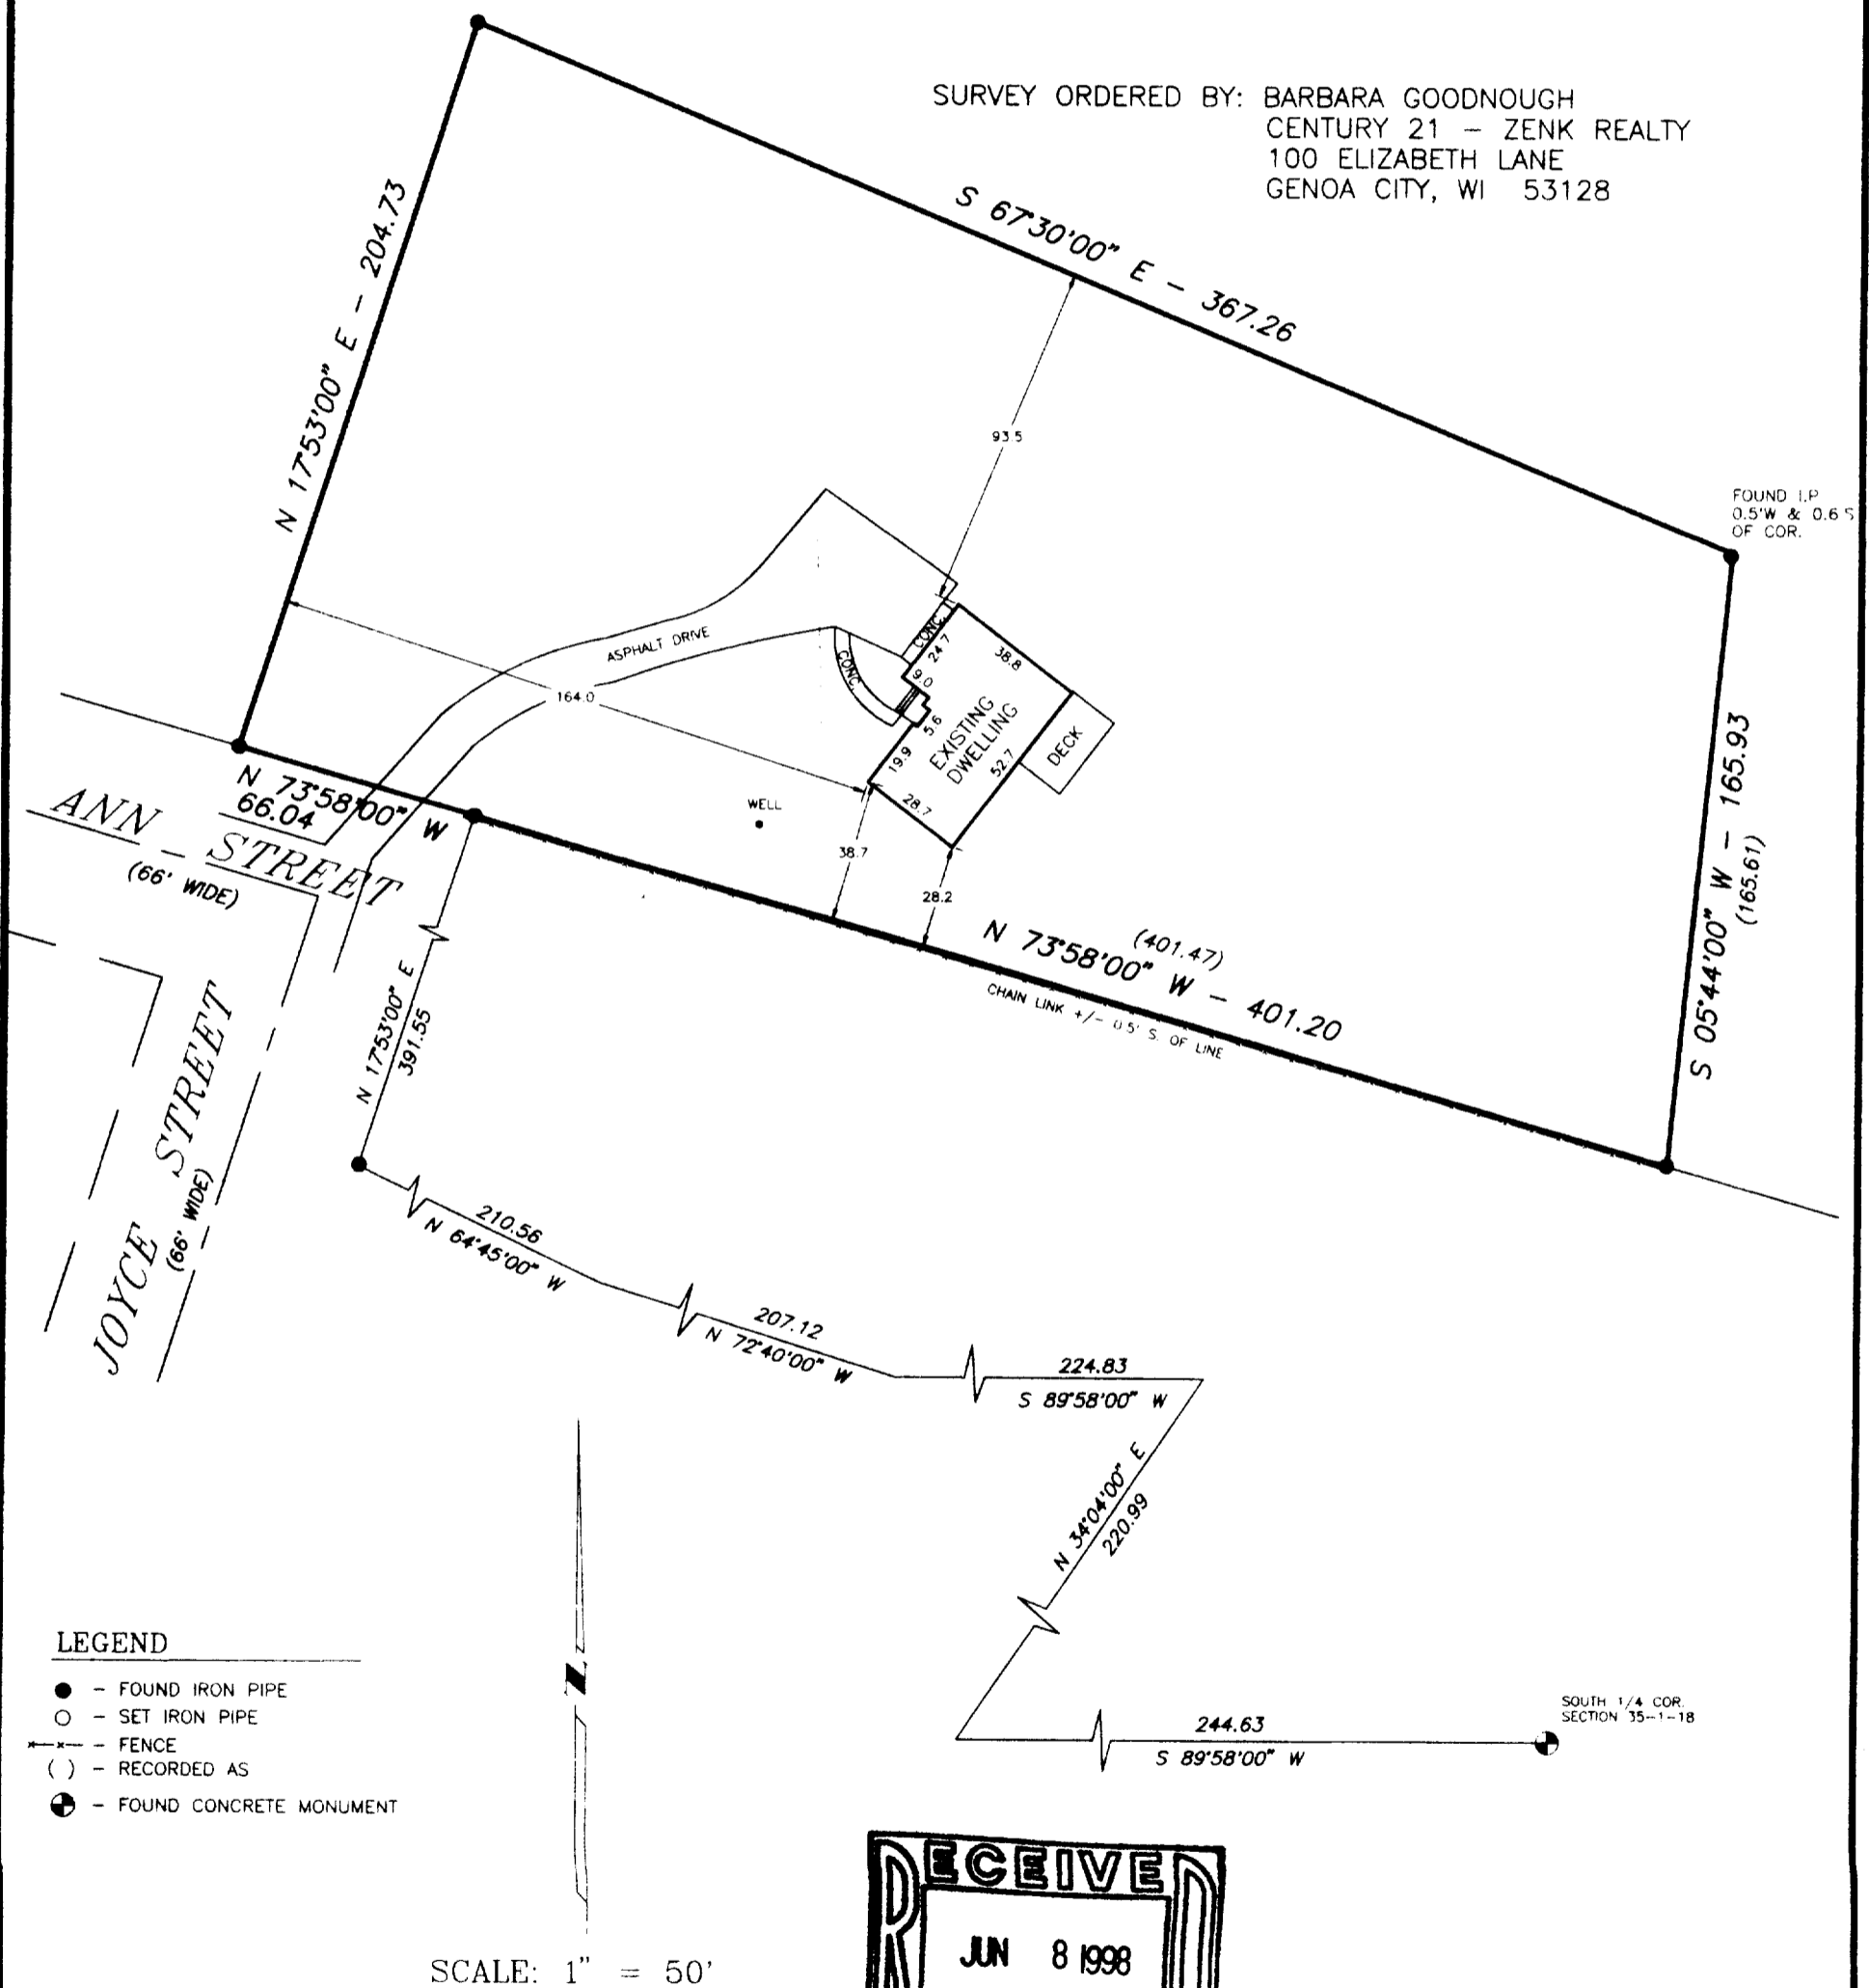 SURVEY ORDERED BY: BARBARA GOODNOUGH
CENTURY 21 – ZENK REALTY
100 ELIZABETH LANE
GENOA CITY, WI 53128
N 17°53'00" E – 204.73
S 67°30'00" E – 367.26
93.5
FOUND I.P
0.5'W & 0.6 S
OF COR.
ASPHALT DRIVE
164.0
CONC.
CONC.
24.7
38.8
9.0
5.6
19.9
EXISTING
DWELLING
52.7
DECK
28.7
WELL
38.7
28.2
N 73°58'00" W
66.04
ANN – STREET
(66' WIDE)
(401.47)
N 73°58'00" W – 401.20
CHAIN LINK +/– 0.5' S. OF LINE
S 05°44'00" W – 165.93
(165.61)
N 17°53'00" E
391.55
JOYCE STREET
(66' WIDE)
210.56
N 64°45'00" W
207.12
N 72°40'00" W
224.83
S 89°58'00" W
N 34°04'00" E
220.99
244.63
S 89°58'00" W
SOUTH 1/4 COR.
SECTION 35–1–18
LEGEND
● – FOUND IRON PIPE
○ – SET IRON PIPE
x—x – FENCE
( ) – RECORDED AS
– FOUND CONCRETE MONUMENT
N
SCALE: 1" = 50'
RECEIVED
JUN 8 1998